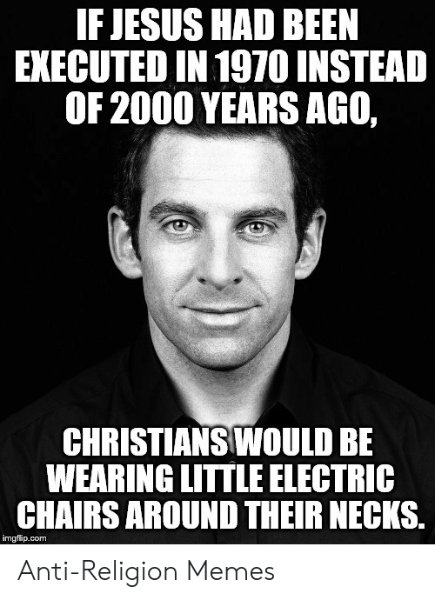 IF JESUS HAD BEEN
EXECUTED IN 1970 INSTEAD
OF 2000 YEARS AGO,
CHRISTIANS WOULD BE
WEARING LITTLE ELECTRIC
CHAIRS AROUND THEIR NECKS.
imgflip.com
Anti-Religion Memes